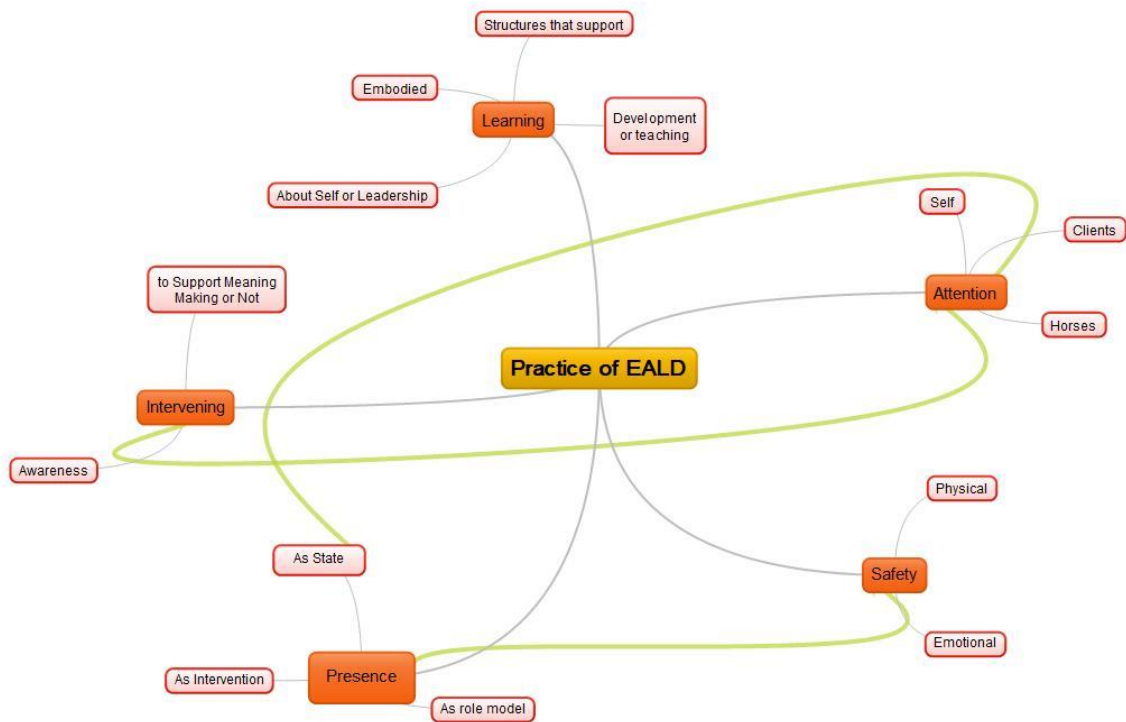 Structures that support
Embodied
Learning
Development
or teaching
About Self or Leadership
Self
Clients
to Support Meaning
Making or Not
Attention
Horses
Practice of EALD
Intervening
Awareness
Physical
As State
Safety
Emotional
As Intervention
Presence
As role model